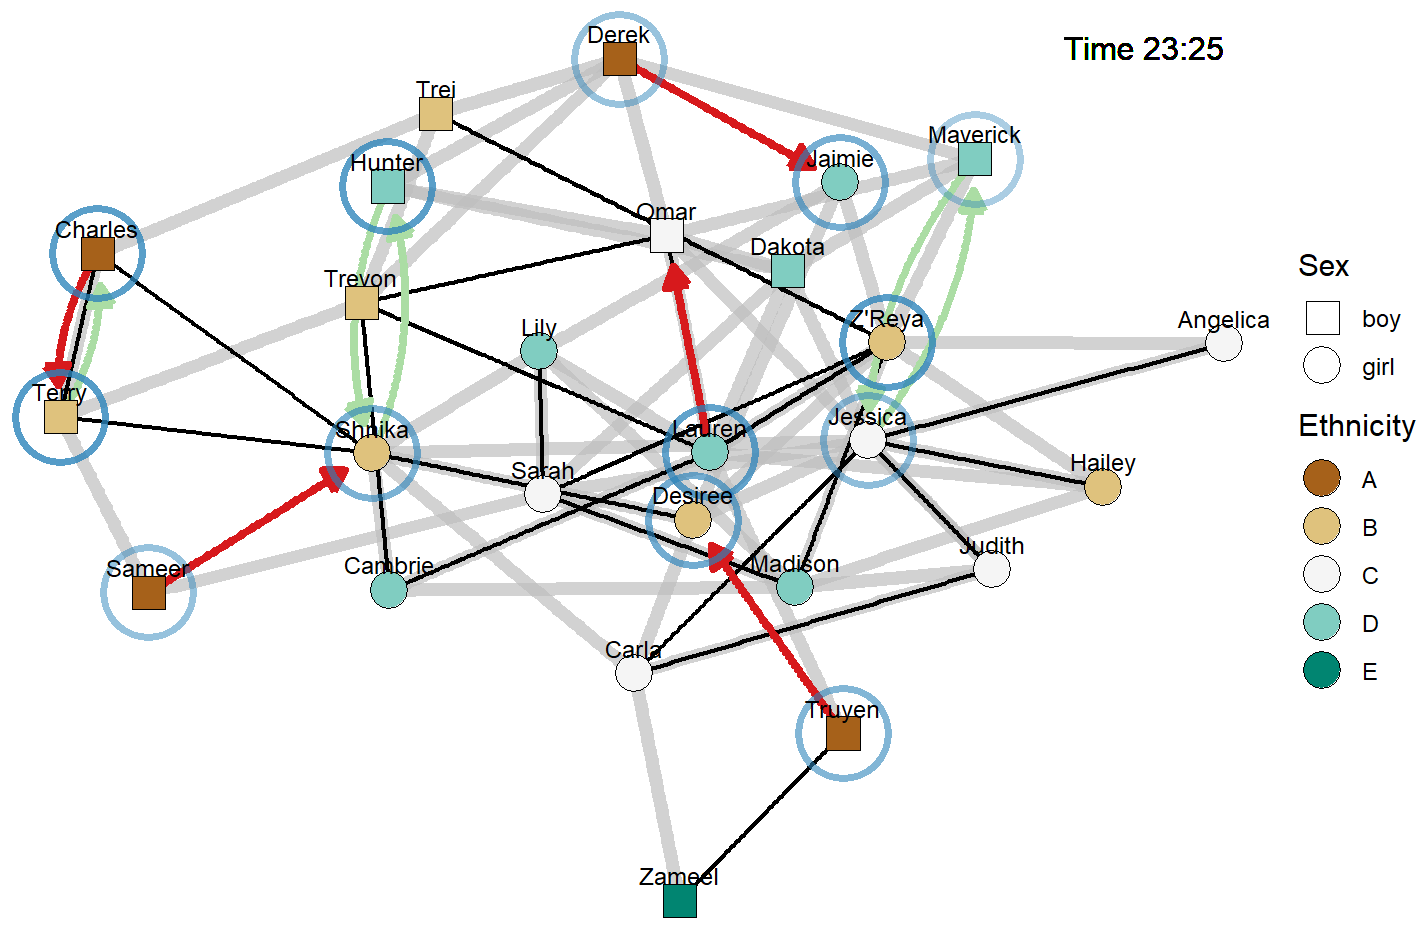 Derek
Time 23:25
Trei
Maverick
Hunter
Jaimie
Omar
Charles
Dakota
Trevon
Z'Reya
Angelica
Lily
Terry
Jessica
Shnika
Lauren
Sarah
Hailey
Desiree
Judith
Sameer
Cambrie
Madison
Carla
Truyen
Zameel
Sex
boy
girl
Ethnicity
A
B
C
D
E